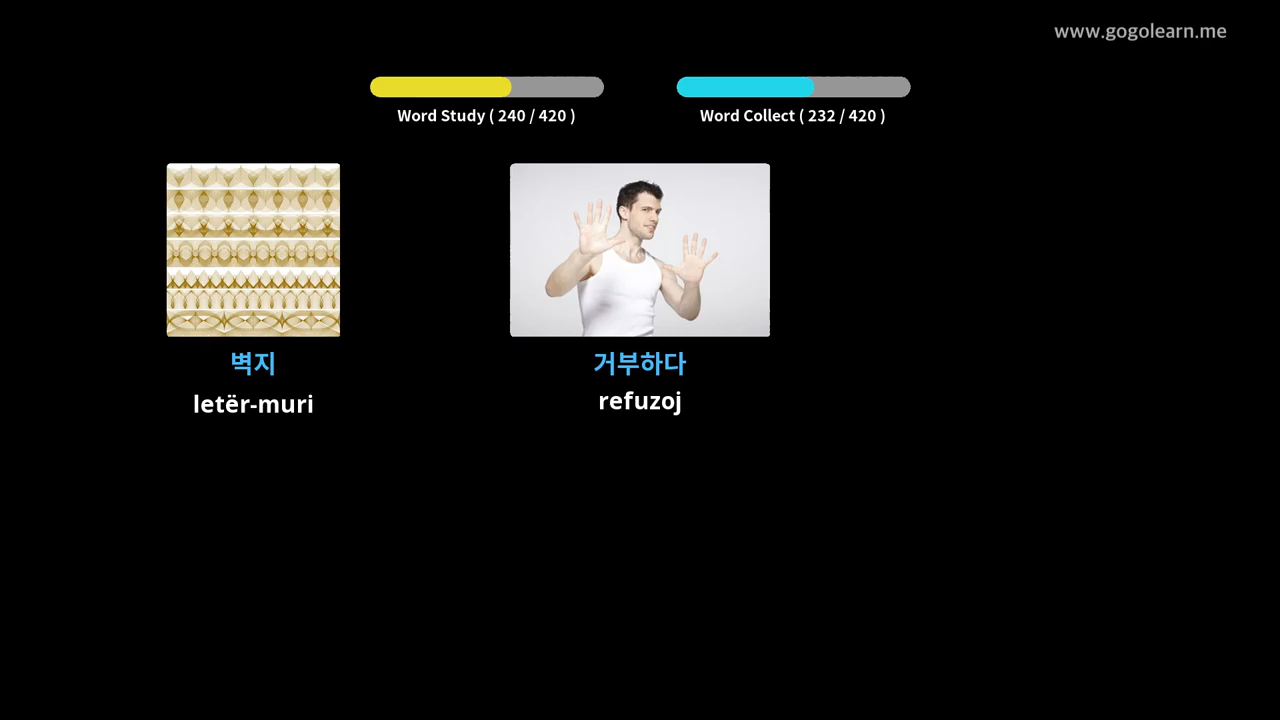 www.gogolearn.me
Word Study ( 240 / 420 )
Word Collect ( 232 / 420 )
벽지
letër-muri
거부하다
refuzoj